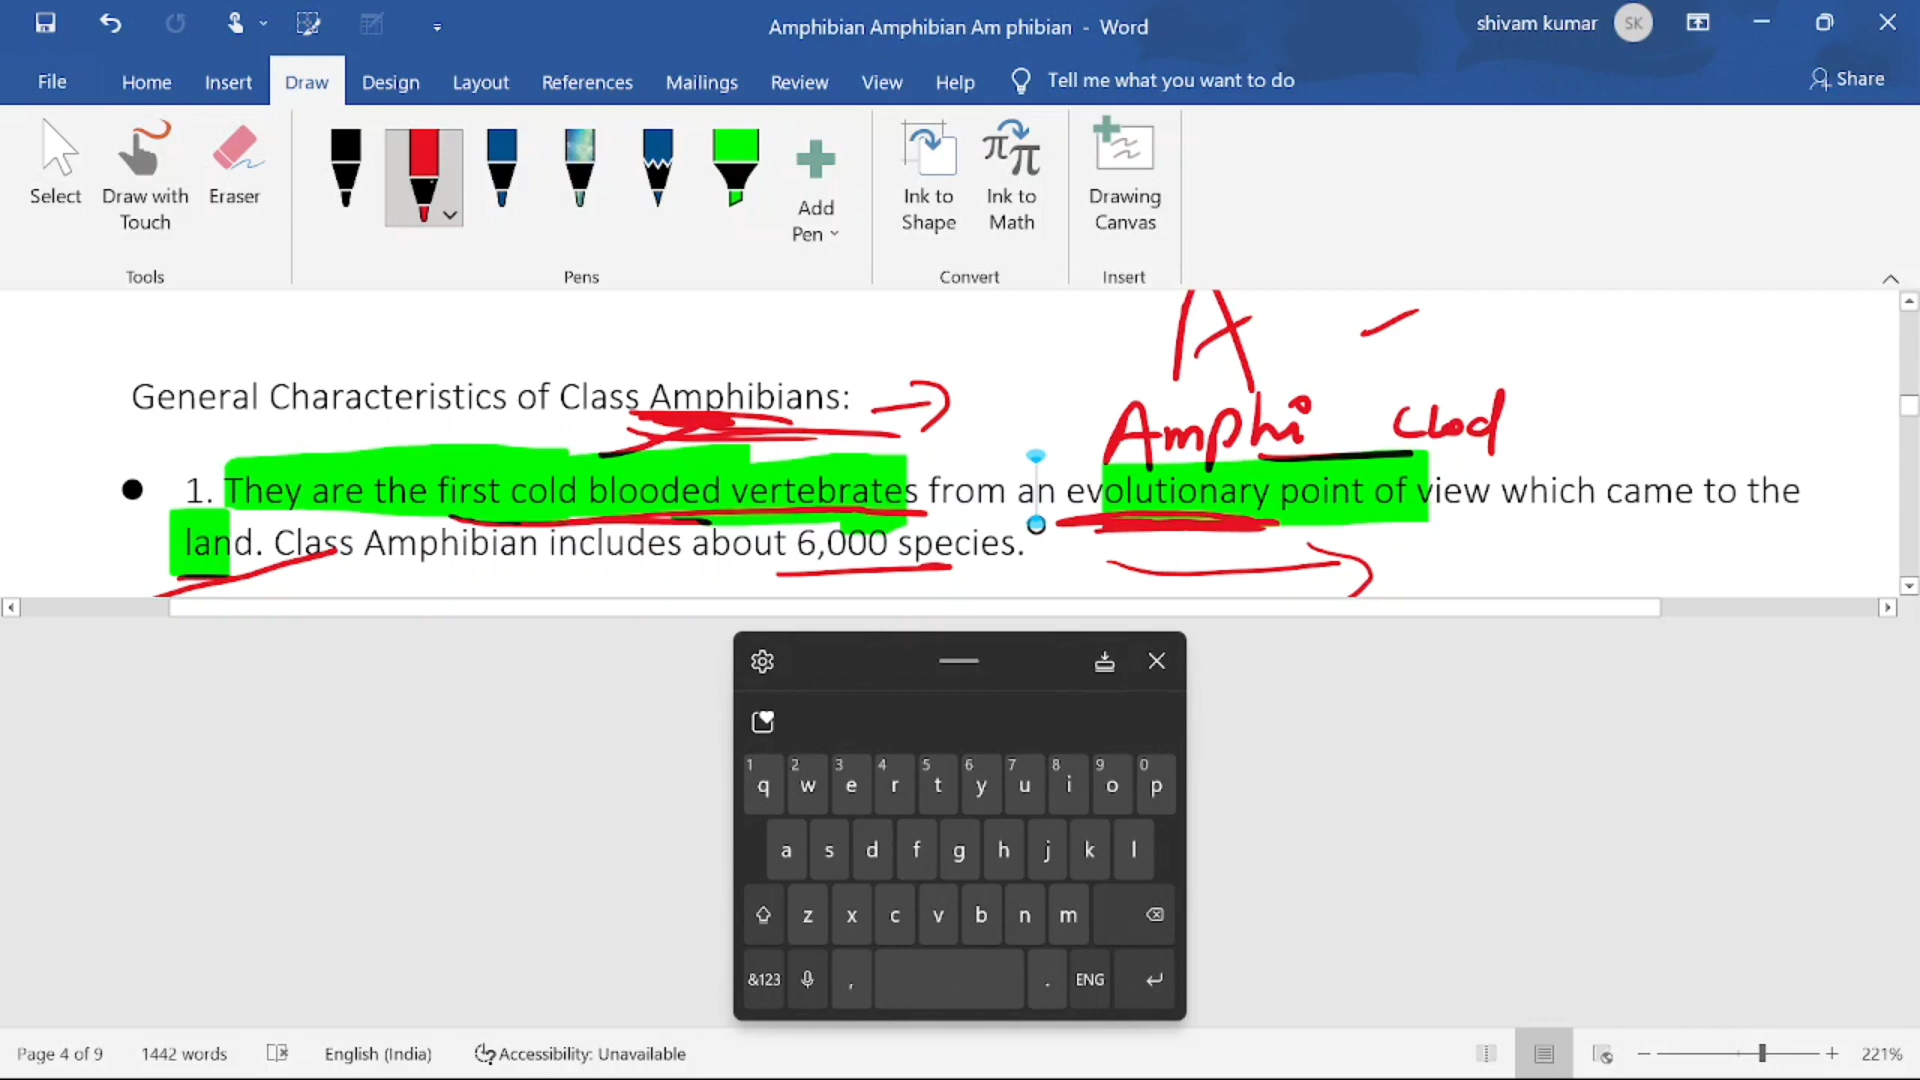 Amphibian Amphibian Am phibian - Word
shivam kumar SK
File Home Insert Draw Design Layout References Mailings Review View Help Tell me what you want to do Share
Select
Draw with Touch
Eraser
Add Pen
Ink to Shape
Ink to Math
Drawing Canvas
Tools Pens Convert Insert
A -
General Characteristics of Class Amphibians:
Amphi
● 1. They are the first cold blooded vertebrates from an evolutionary point of view which came to the
land. Class Amphibian includes about 6,000 species.
1 2 3 4 5 6 7 8 9 0
q w e r t y u i o p
a s d f g h j k l
z x c v b n m
&123 , . ENG
Page 4 of 9 1442 words English (India) Accessibility: Unavailable 221%